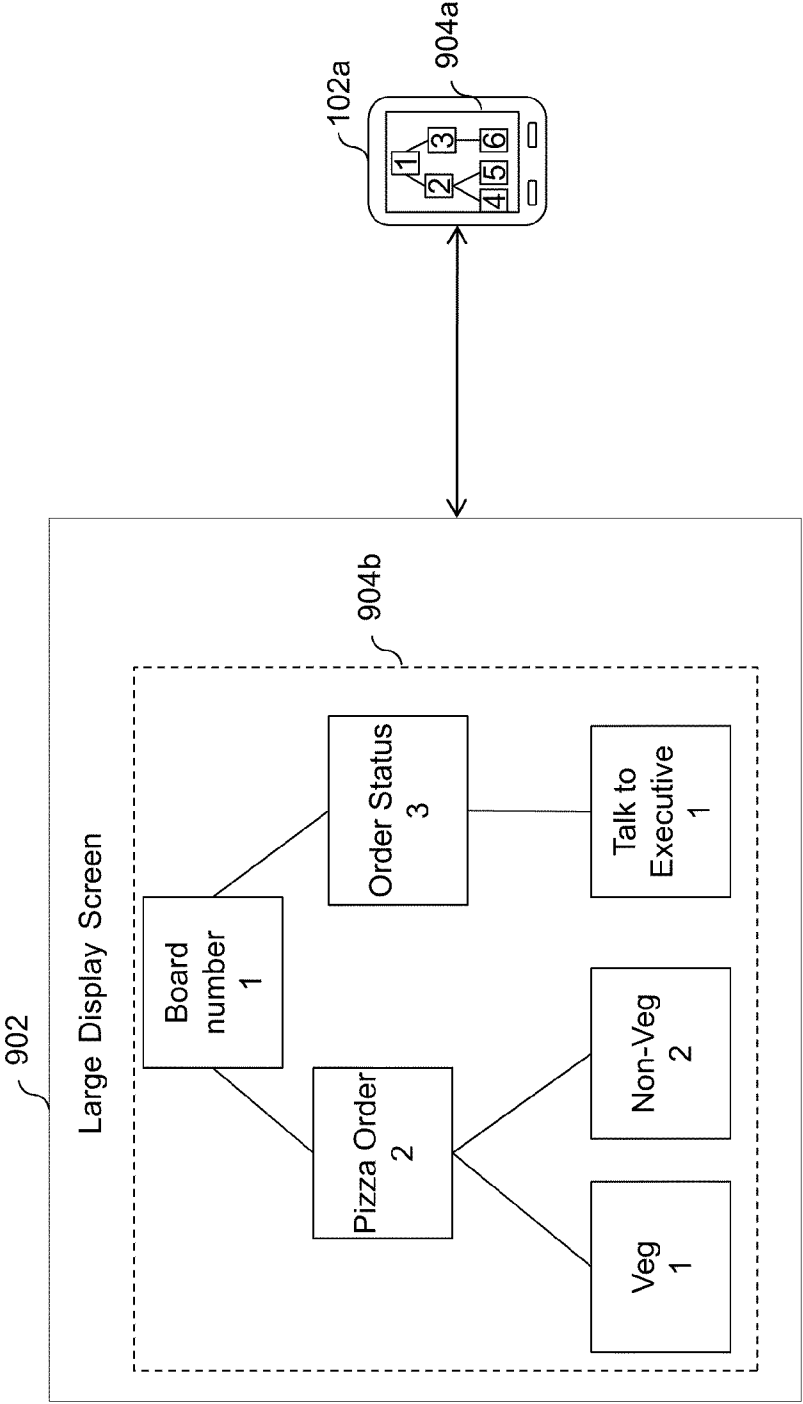 902
Large Display Screen
904b
Board
number
1
Pizza Order
2
Order Status
3
Veg
1
Non-Veg
2
Talk to
Executive
1
102a
904a
1
2
3
4
5
6